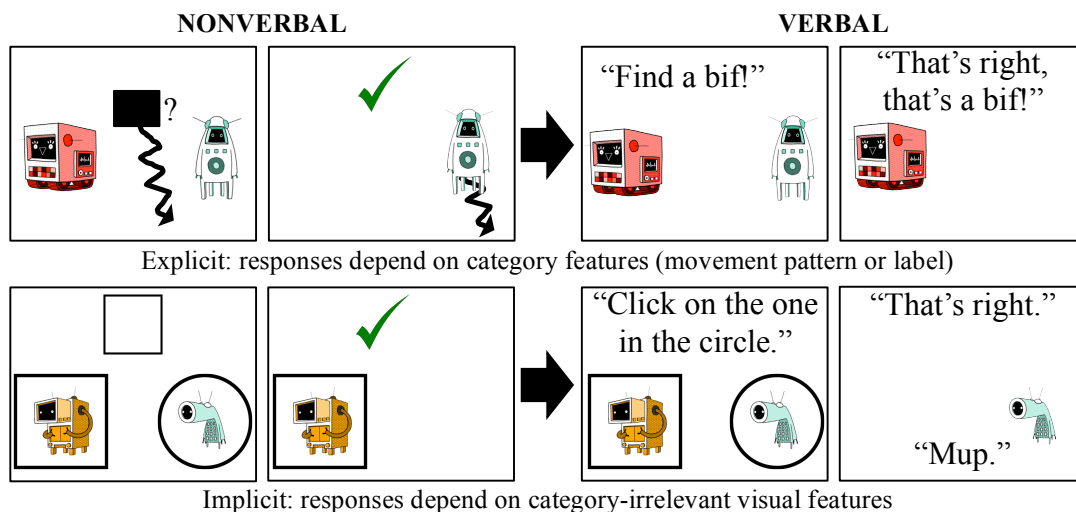 NONVERBAL
VERBAL
?
“Find a bif!”
“That’s right,
that’s a bif!”
Explicit: responses depend on category features (movement pattern or label)
“Click on the one
in the circle.”
“That’s right.”
“Mup.”
Implicit: responses depend on category-irrelevant visual features